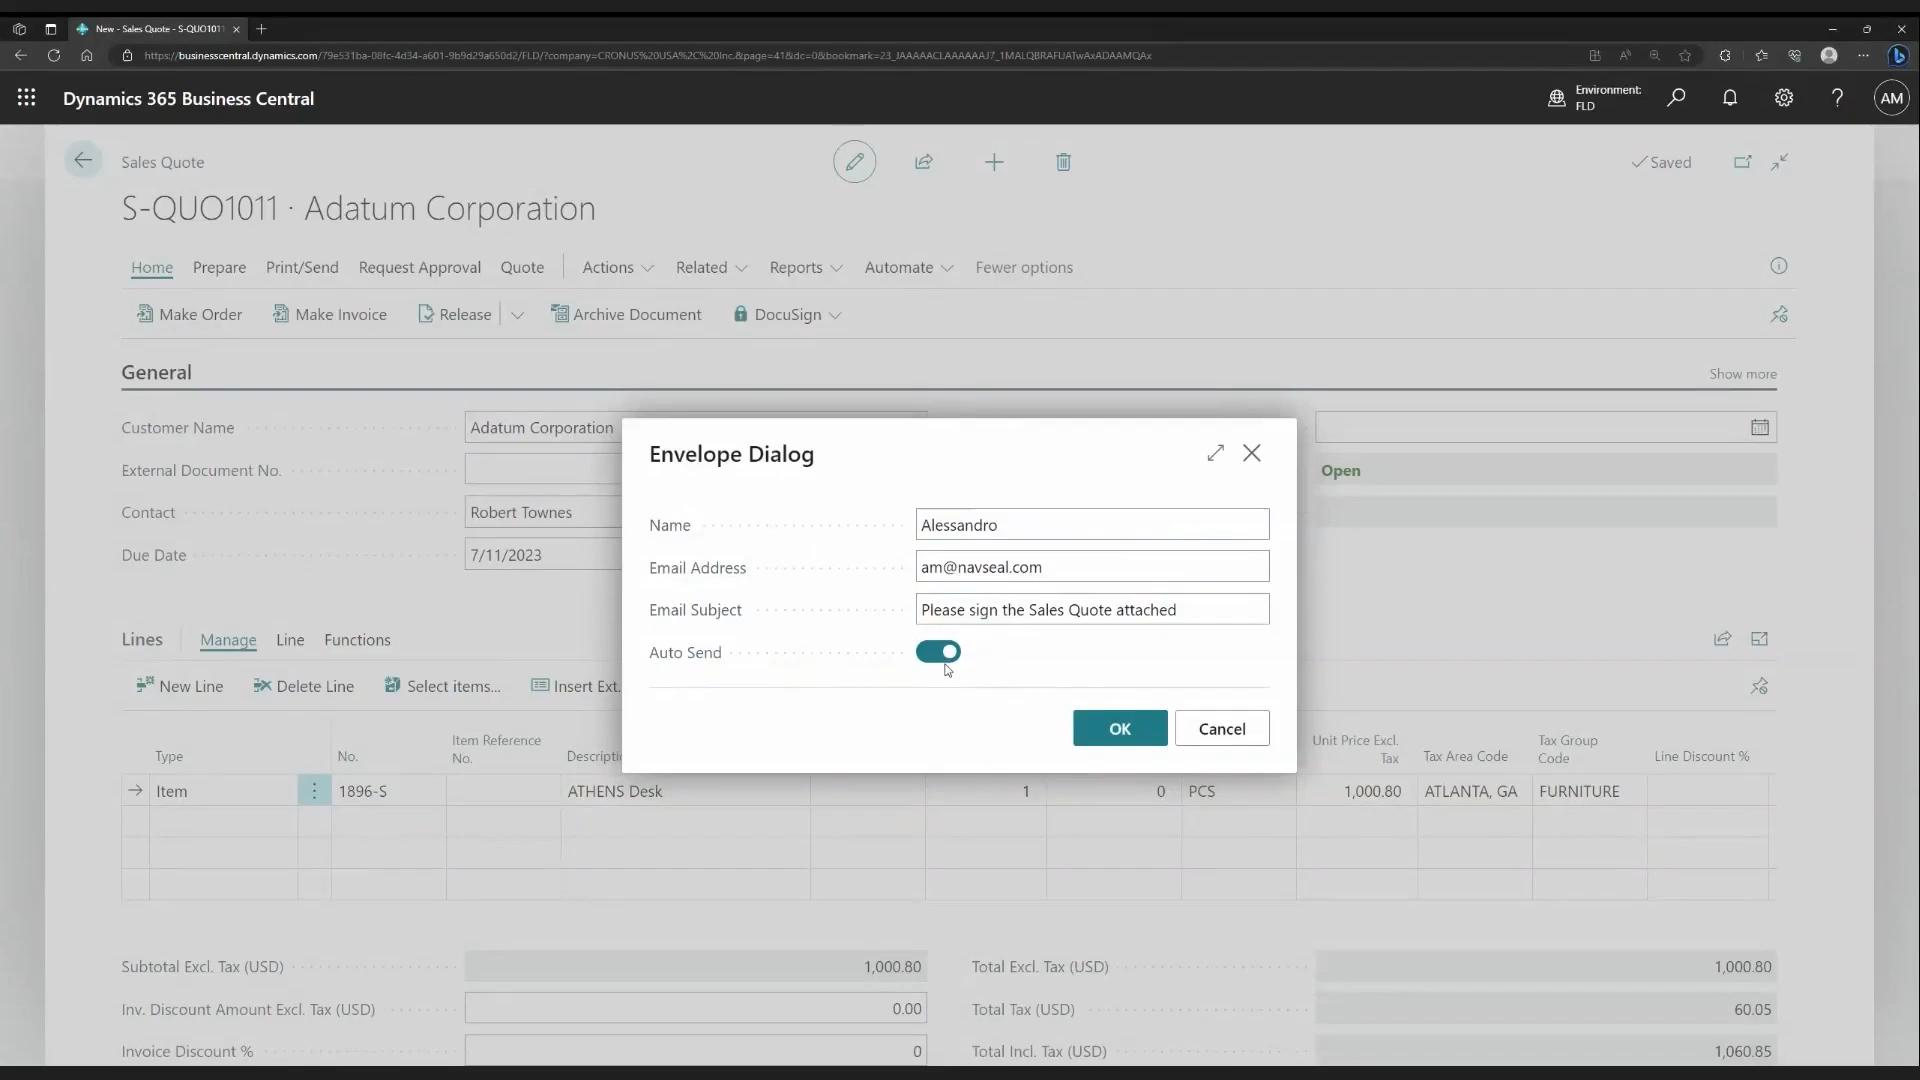 New - Sales Quote - S-QUO1011
https://businesscentral.dynamics.com/79e531ba-08fc-4d34-a601-9b9d29a650d2/FLD/?company=CRONUS%20USA%2C%20Inc.&page=41&dc=0&bookmark=23_JAAAAACLAAAAAAJ7_1MALQBRAFUATwAxADAAMQAx
Dynamics 365 Business Central
Environment:
FLD
AM
Sales Quote
Saved
S-QUO1011 · Adatum Corporation
Home Prepare Print/Send Request Approval Quote Actions Related Reports Automate Fewer options
Make Order Make Invoice Release Archive Document DocuSign
General
Show more
Customer Name Adatum Corporation
External Document No.
Open
Contact Robert Townes
Due Date 7/11/2023
Envelope Dialog
Name Alessandro
Email Address am@navseal.com
Email Subject Please sign the Sales Quote attached
Auto Send
OK Cancel
Lines Manage Line Functions
New Line Delete Line Select items... Insert Ext.
Type No. Item Reference No. Descripti Unit Price Excl. Tax Tax Area Code Tax Group Code Line Discount %
Item 1896-S ATHENS Desk 1 0 PCS 1,000.80 ATLANTA, GA FURNITURE
Subtotal Excl. Tax (USD) 1,000.80 Total Excl. Tax (USD) 1,000.80
Inv. Discount Amount Excl. Tax (USD) 0.00 Total Tax (USD) 60.05
Invoice Discount % 0 Total Incl. Tax (USD) 1,060.85